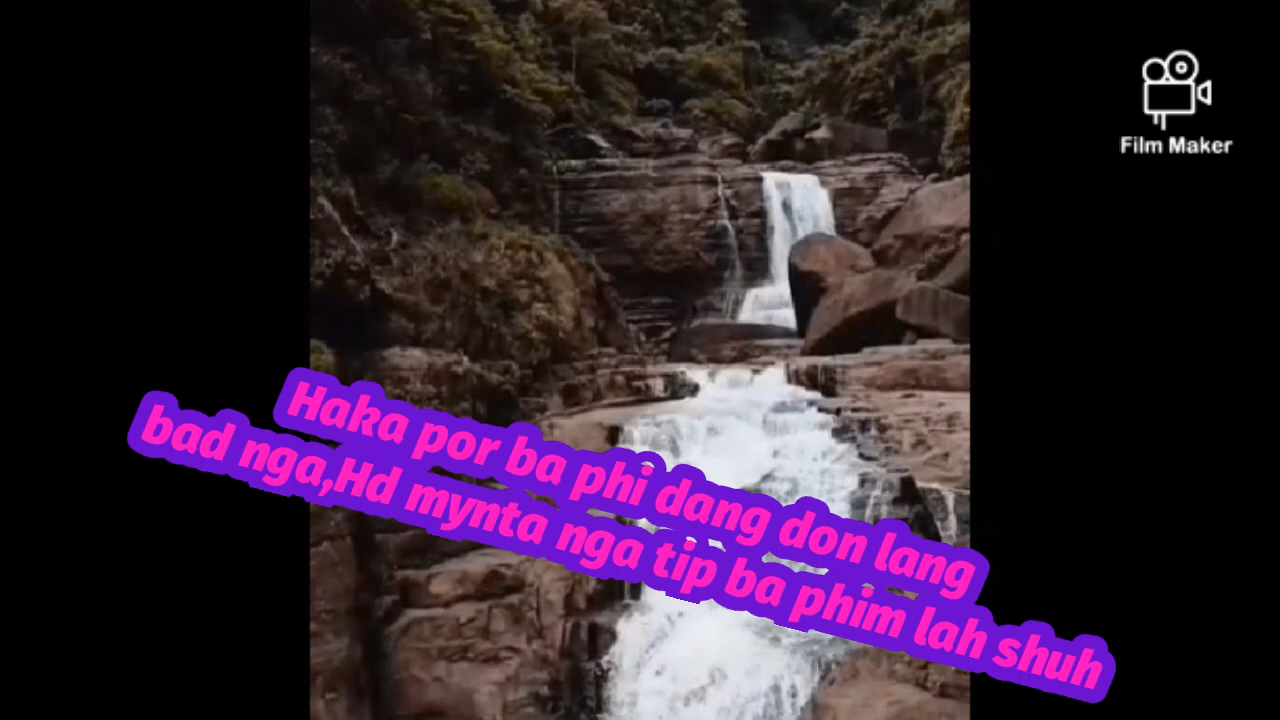 Film Maker
Haka por ba phi dang don lang
bad nga,Hd mynta nga tip ba phim lah shuh